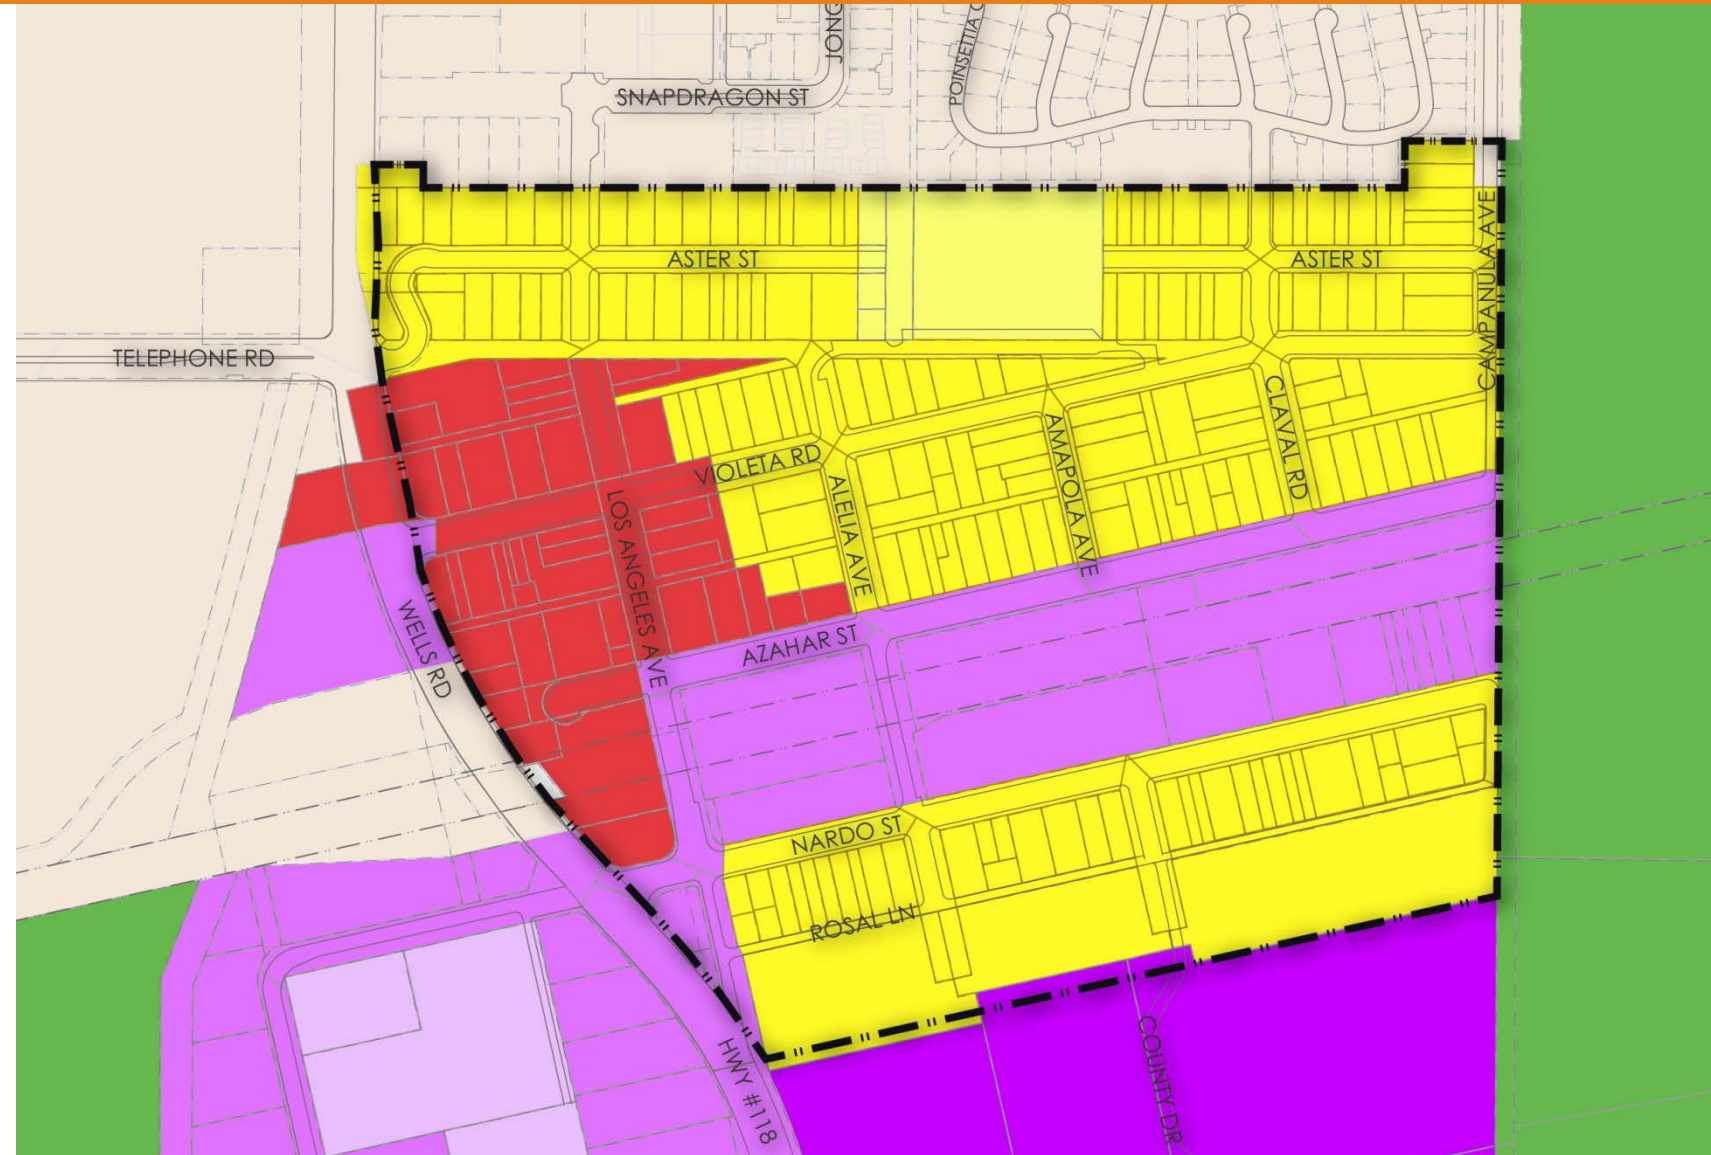 JONG
POINSETTIA
SNAPDRAGON ST
ASTER ST
ASTER ST
CAMPANULA AVE
TELEPHONE RD
CLAVAL RD
AMAPOLA AVE
VIOLETA RD
ALELIA AVE
LOS ANGELES AVE
WELLS RD
AZAHAR ST
NARDO ST
ROSAL LN
HWY #118
COUNTY DR